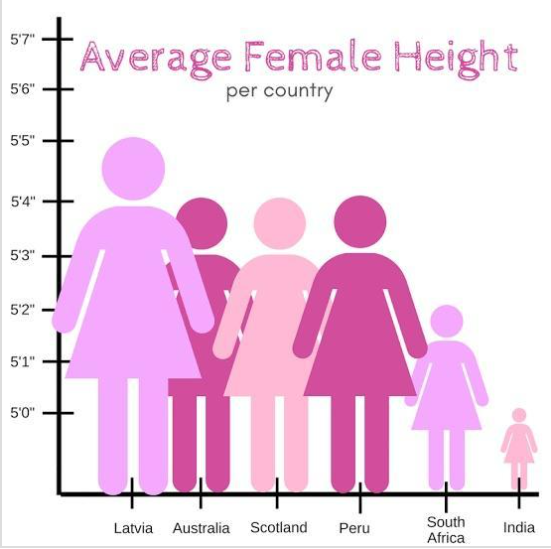 Average Female Height
per country
5'7"
5'6"
5'5"
5'4"
5'3"
5'2"
5'1"
5'0"
Latvia
Australia
Scotland
Peru
South
Africa
India